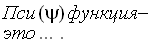 Пси (ψ) функция–
это ... .